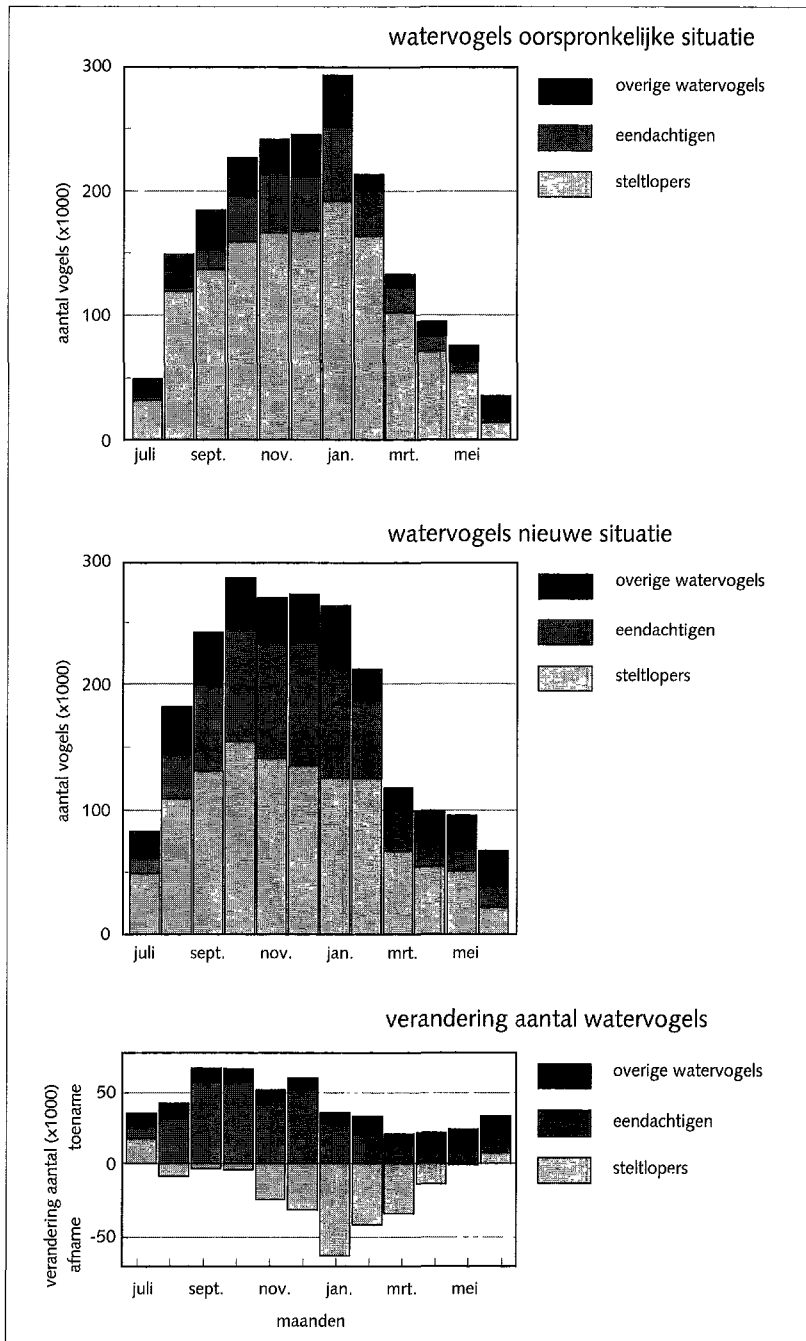 watervogels oorspronkelijke situatie
300
200
100
0
aantal vogels (x1000)
juli sept. nov. jan. mrt. mei
overige watervogels
eendachtigen
steltlopers
watervogels nieuwe situatie
300
200
100
0
aantal vogels (x1000)
juli sept. nov. jan. mrt. mei
overige watervogels
eendachtigen
steltlopers
verandering aantal watervogels
50
0
-50
verandering aantal (x1000)
afname toename
juli sept. nov. jan. mrt. mei
maanden
overige watervogels
eendachtigen
steltlopers